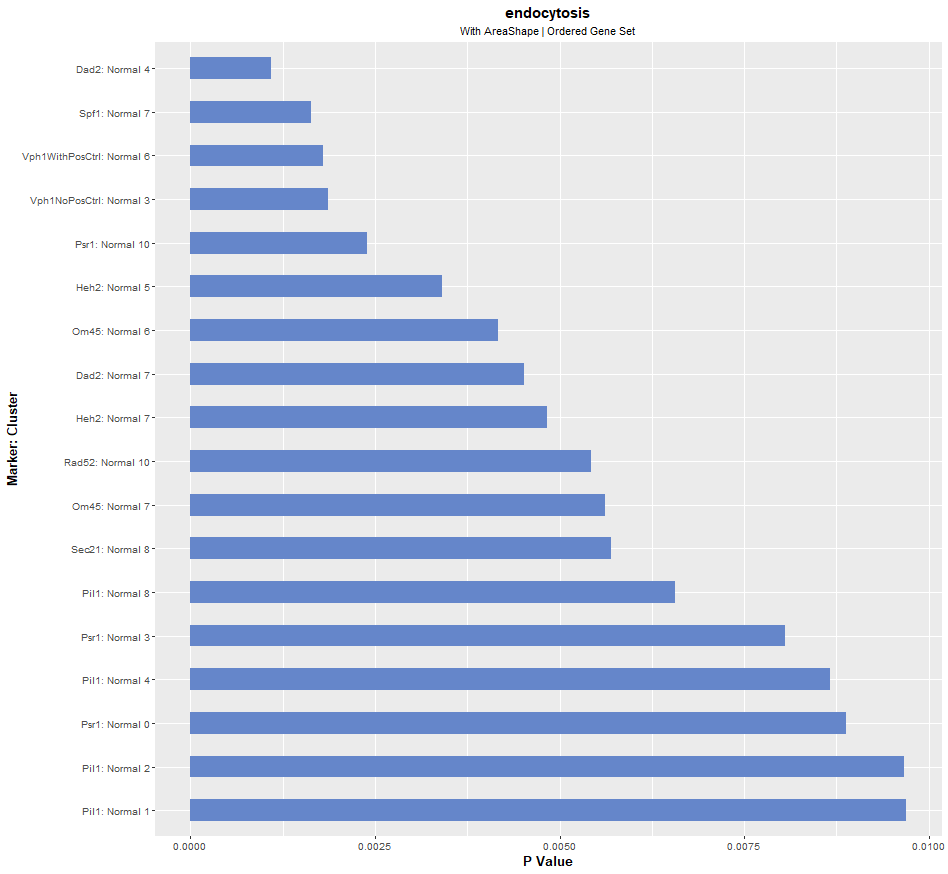 endocytosis
With AreaShape | Ordered Gene Set
Marker: Cluster
Dad2: Normal 4
Spf1: Normal 7
Vph1WithPosCtrl: Normal 6
Vph1NoPosCtrl: Normal 3
Psr1: Normal 10
Heh2: Normal 5
Om45: Normal 6
Dad2: Normal 7
Heh2: Normal 7
Rad52: Normal 10
Om45: Normal 7
Sec21: Normal 8
Pil1: Normal 8
Psr1: Normal 3
Pil1: Normal 4
Psr1: Normal 0
Pil1: Normal 2
Pil1: Normal 1
0.0000 0.0025 0.0050 0.0075 0.0100
P Value